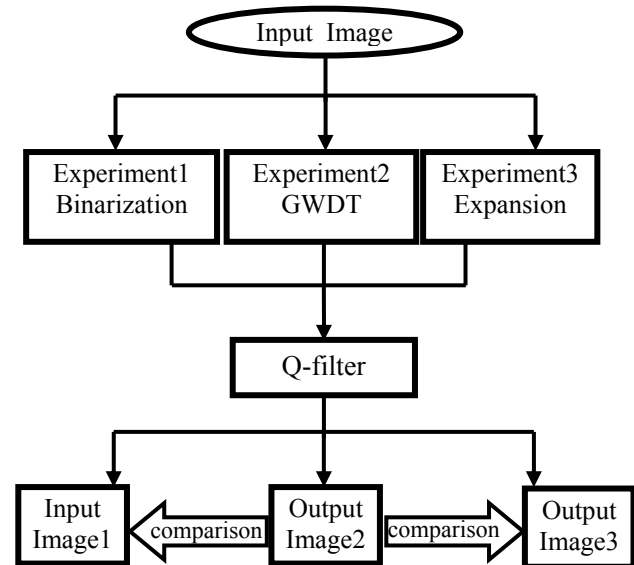 Input Image
Experiment1
Binarization
Experiment2
GWDT
Experiment3
Expansion
Q-filter
Input
Image1
comparison
Output
Image2
comparison
Output
Image3